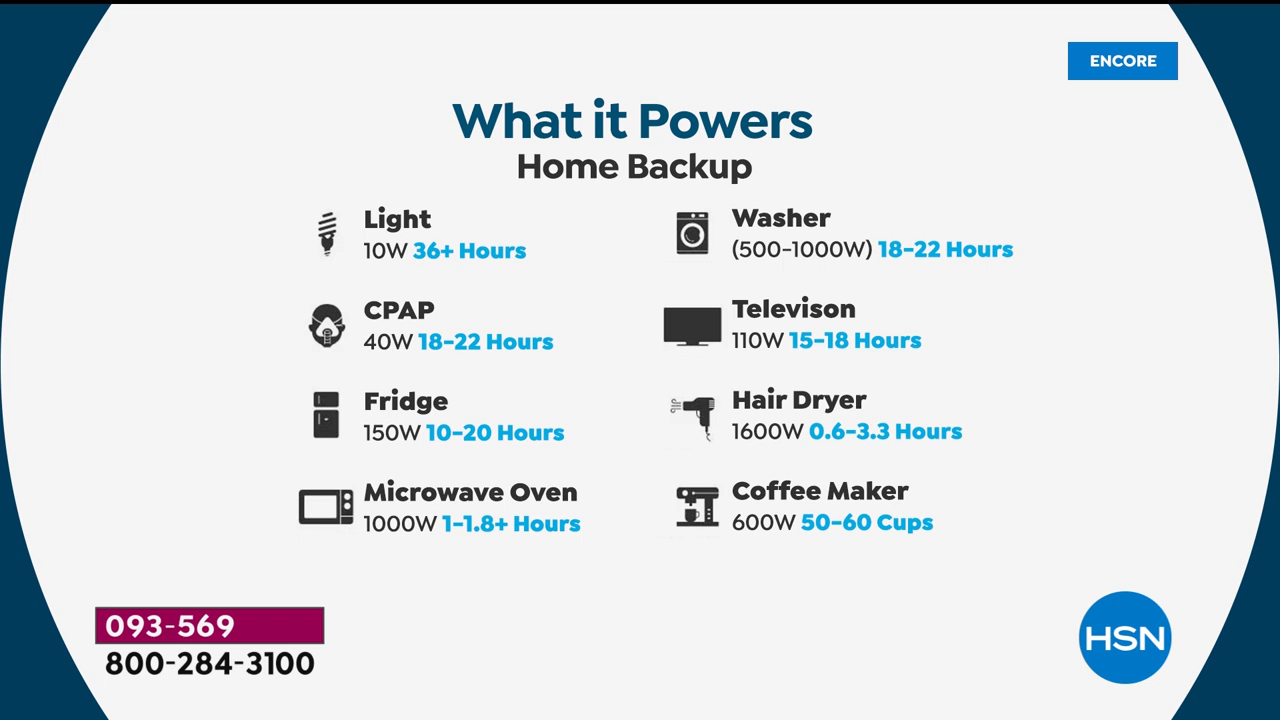 ENCORE
What it Powers
Home Backup
Light
10W 36+ Hours
Washer
(500-1000W) 18-22 Hours
CPAP
40W 18-22 Hours
Televison
110W 15-18 Hours
Fridge
150W 10-20 Hours
Hair Dryer
1600W 0.6-3.3 Hours
Microwave Oven
1000W 1-1.8+ Hours
Coffee Maker
600W 50-60 Cups
093-569
800-284-3100
HSN